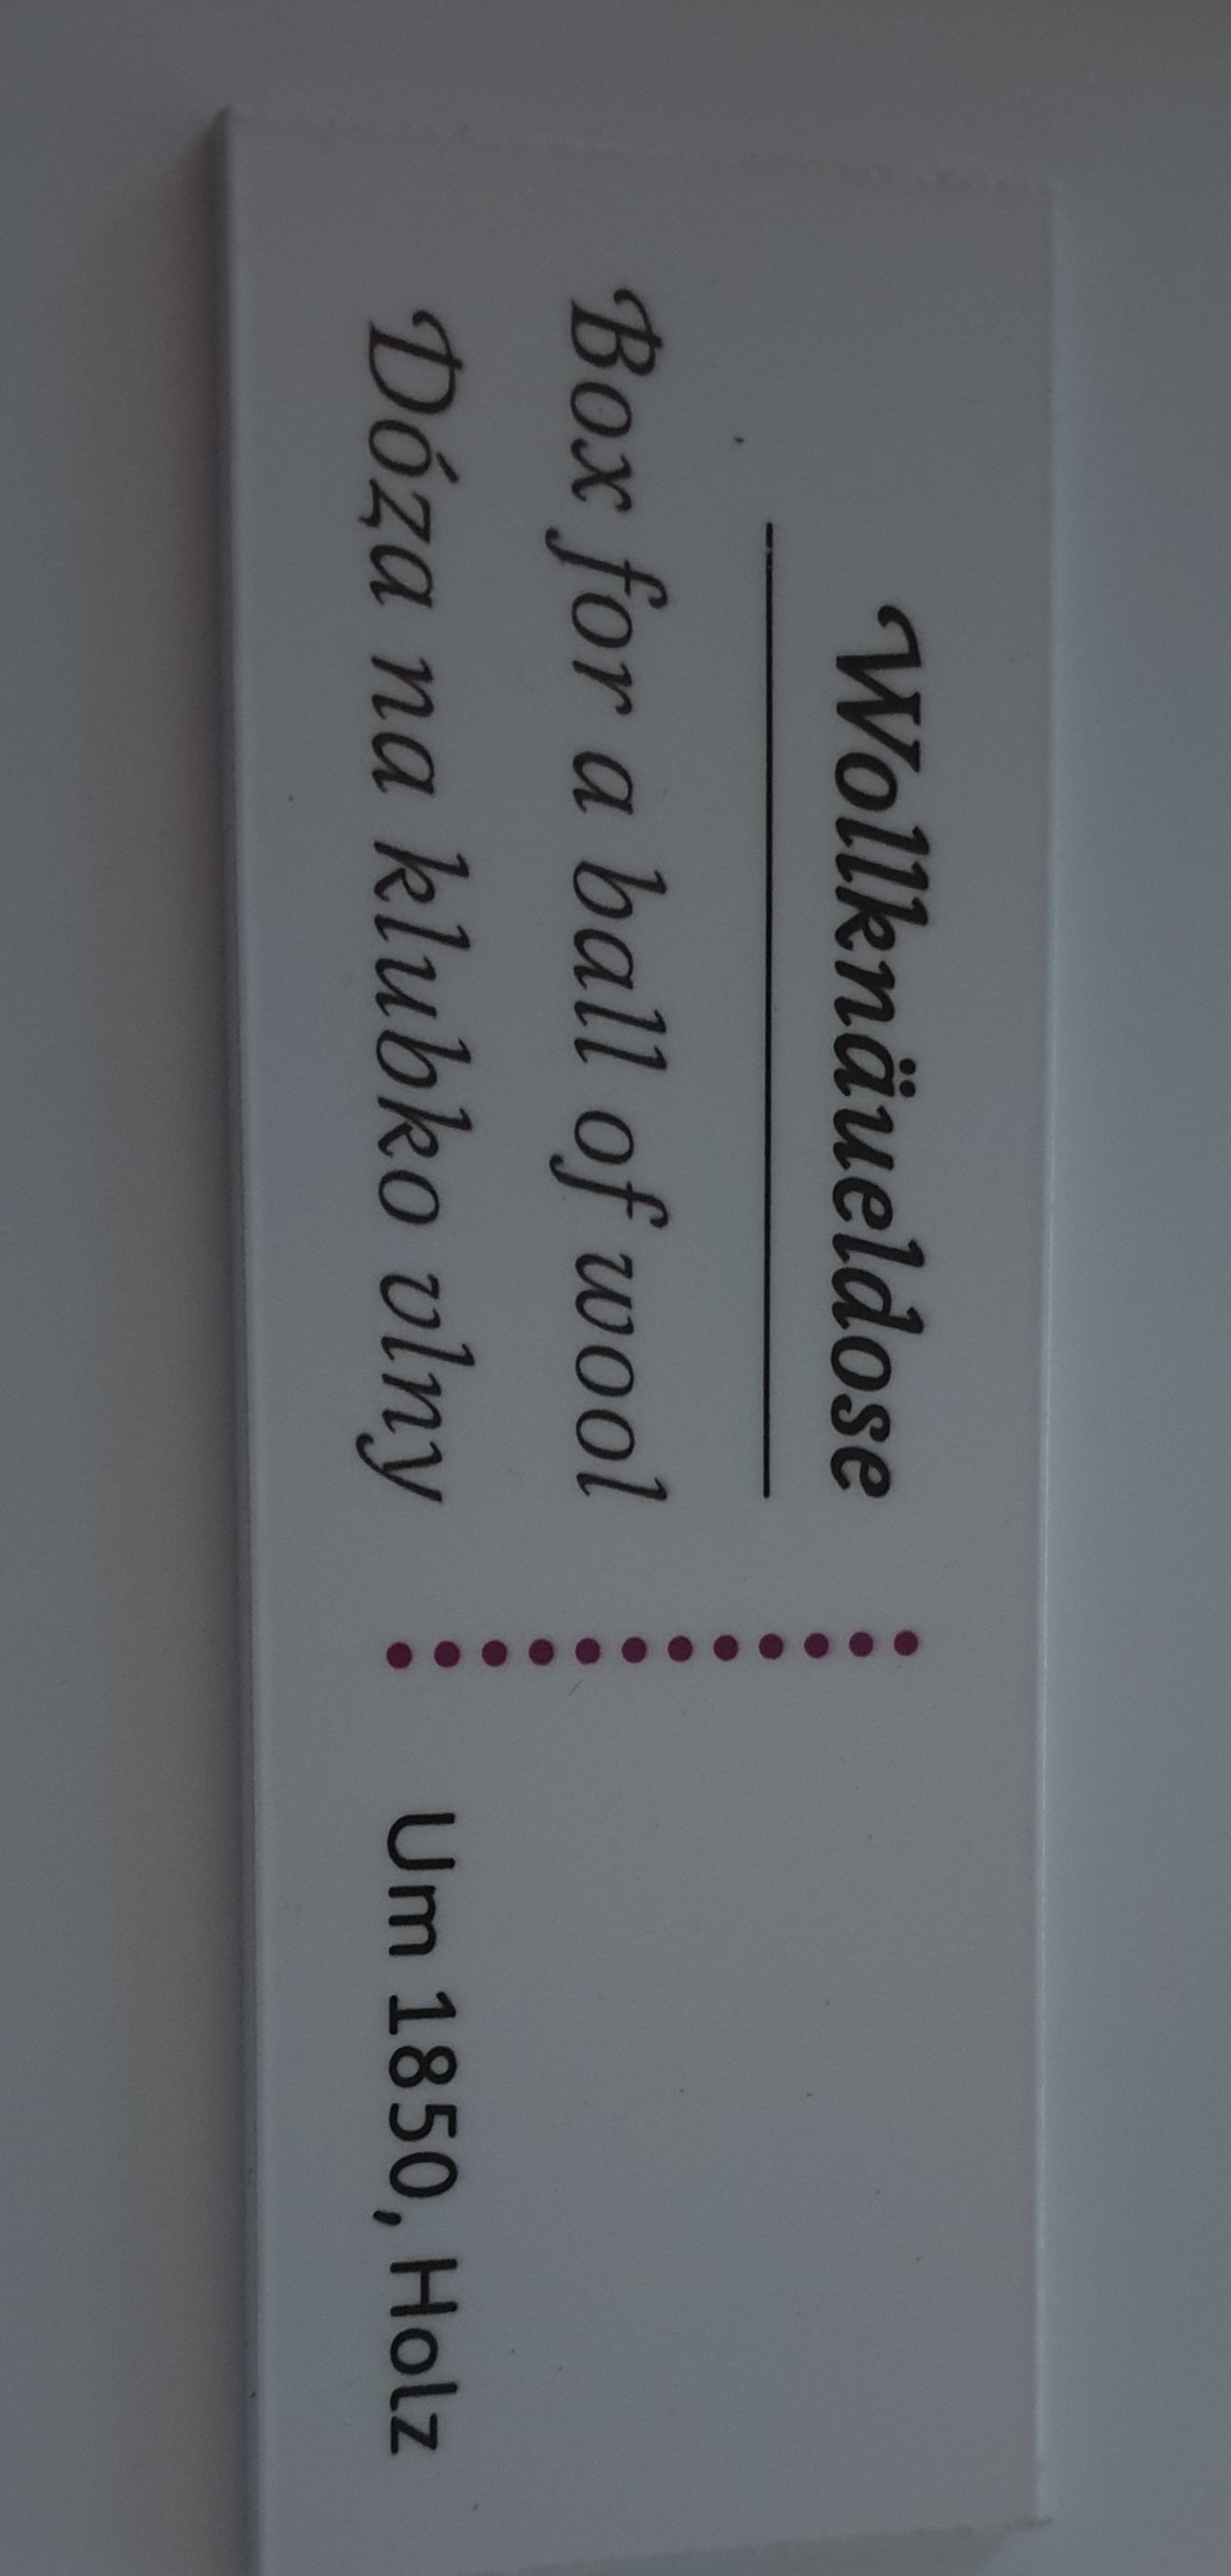 Wollknäueldose
Box for a ball of wool
Dóza na klubko vlny
Um 1850, Holz